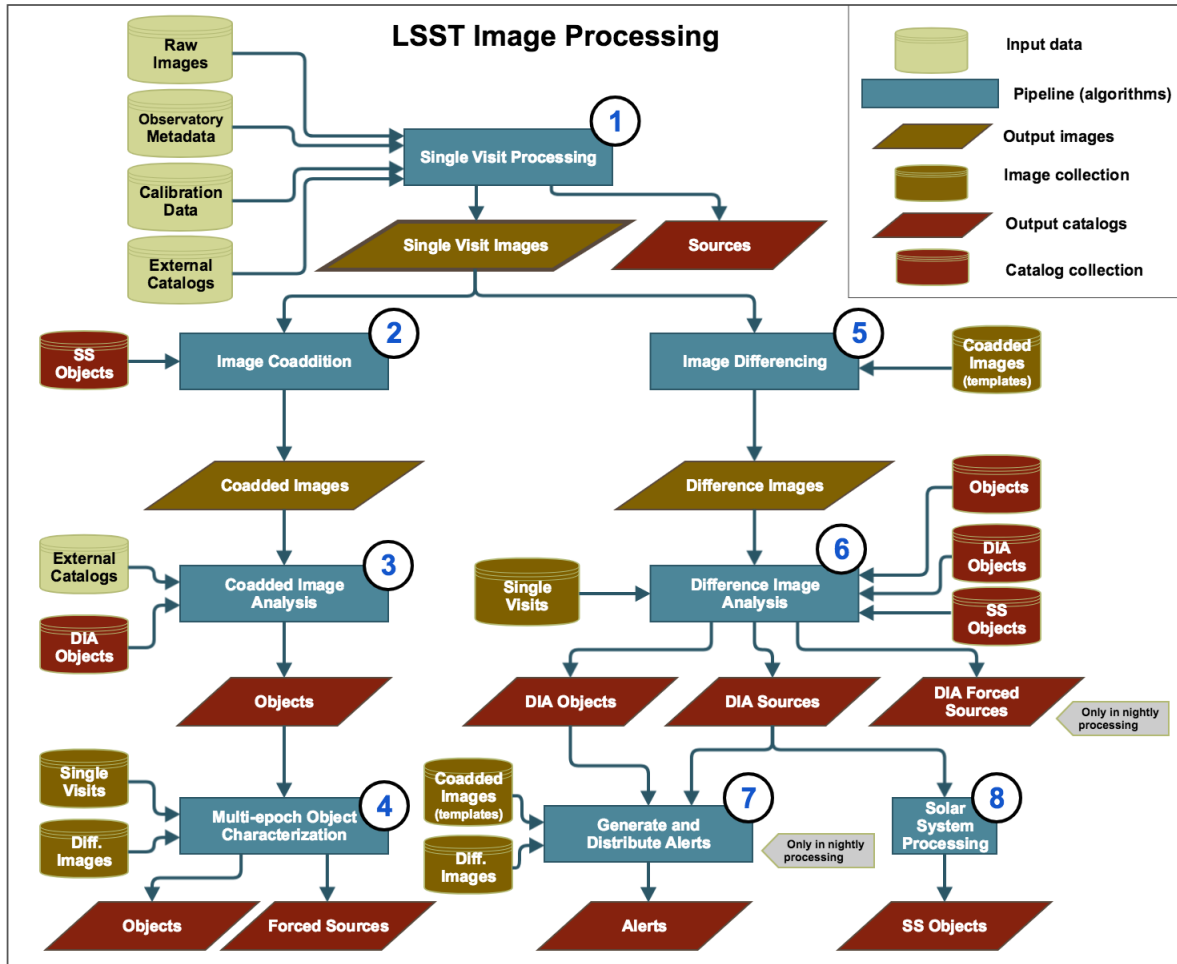 LSST Image Processing
Raw
Images
Observatory
Metadata
Calibration
Data
External
Catalogs
1
Single Visit Processing
Single Visit Images
Sources
Input data
Pipeline (algorithms)
Output images
Image collection
Output catalogs
Catalog collection
SS
Objects
2
Image Coaddition
5
Image Differencing
Coadded
Images
(templates)
Coadded Images
Difference Images
Objects
DIA
Objects
SS
Objects
External
Catalogs
DIA
Objects
3
Coadded Image
Analysis
Single
Visits
6
Difference Image
Analysis
Objects
DIA Objects
DIA Sources
DIA Forced
Sources
Only in nightly
processing
Single
Visits
Diff.
Images
4
Multi-epoch Object
Characterization
Coadded
Images
(templates)
Diff.
Images
7
Generate and
Distribute Alerts
Only in nightly
processing
8
Solar
System
Processing
Objects
Forced Sources
Alerts
SS Objects